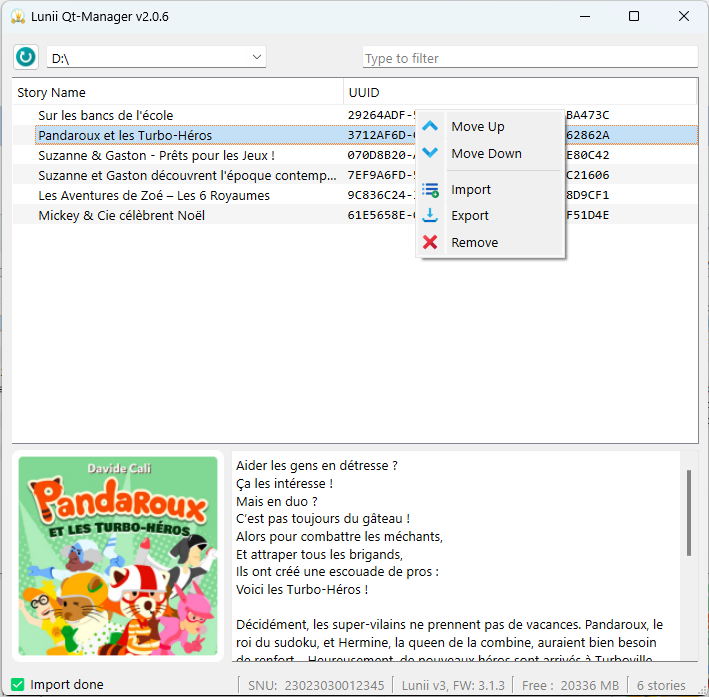 Lunii Qt-Manager v2.0.6
D:\
Type to filter
Story Name UUID
Sur les bancs de l'école 29264ADF- BA473C
Pandaroux et les Turbo-Héros 3712AF6D- 62862A
Suzanne & Gaston - Prêts pour les Jeux ! 070D8B20- E80C42
Suzanne et Gaston découvrent l'époque contemp... 7EF9A6FD- C21606
Les Aventures de Zoé – Les 6 Royaumes 9C836C24- 8D9CF1
Mickey & Cie célèbrent Noël 61E5658E- F51D4E
Move Up
Move Down
Import
Export
Remove
Davide Cali
PANDAROUX
ET LES TURBO-HÉROS
Aider les gens en détresse ?
Ça les intéresse !
Mais en duo ?
C'est pas toujours du gâteau !
Alors pour combattre les méchants,
Et attraper tous les brigands,
Ils ont créé une escouade de pros :
Voici les Turbo-Héros !
Décidément, les super-vilains ne prennent pas de vacances. Pandaroux, le
roi du sudoku, et Hermine, la queen de la combine, auraient bien besoin
de renfort... Heureusement, de nouveaux héros sont arrivés à Turboville
Import done
SNU: 23023030012345
Lunii v3, FW: 3.1.3
Free : 20336 MB
6 stories